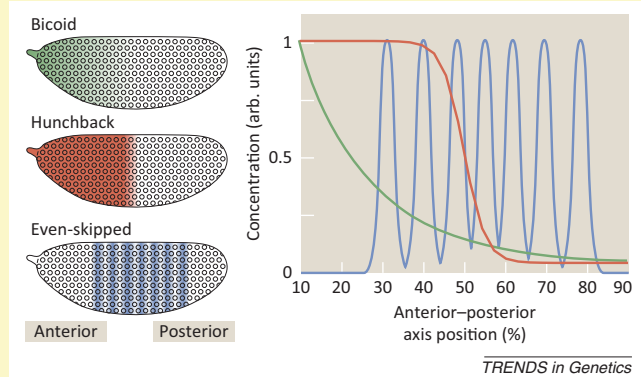 Bicoid
Hunchback
Even-skipped
Anterior Posterior
Concentration (arb. units)
1
0.5
0
10 20 30 40 50 60 70 80 90
Anterior–posterior
axis position (%)
TRENDS in Genetics